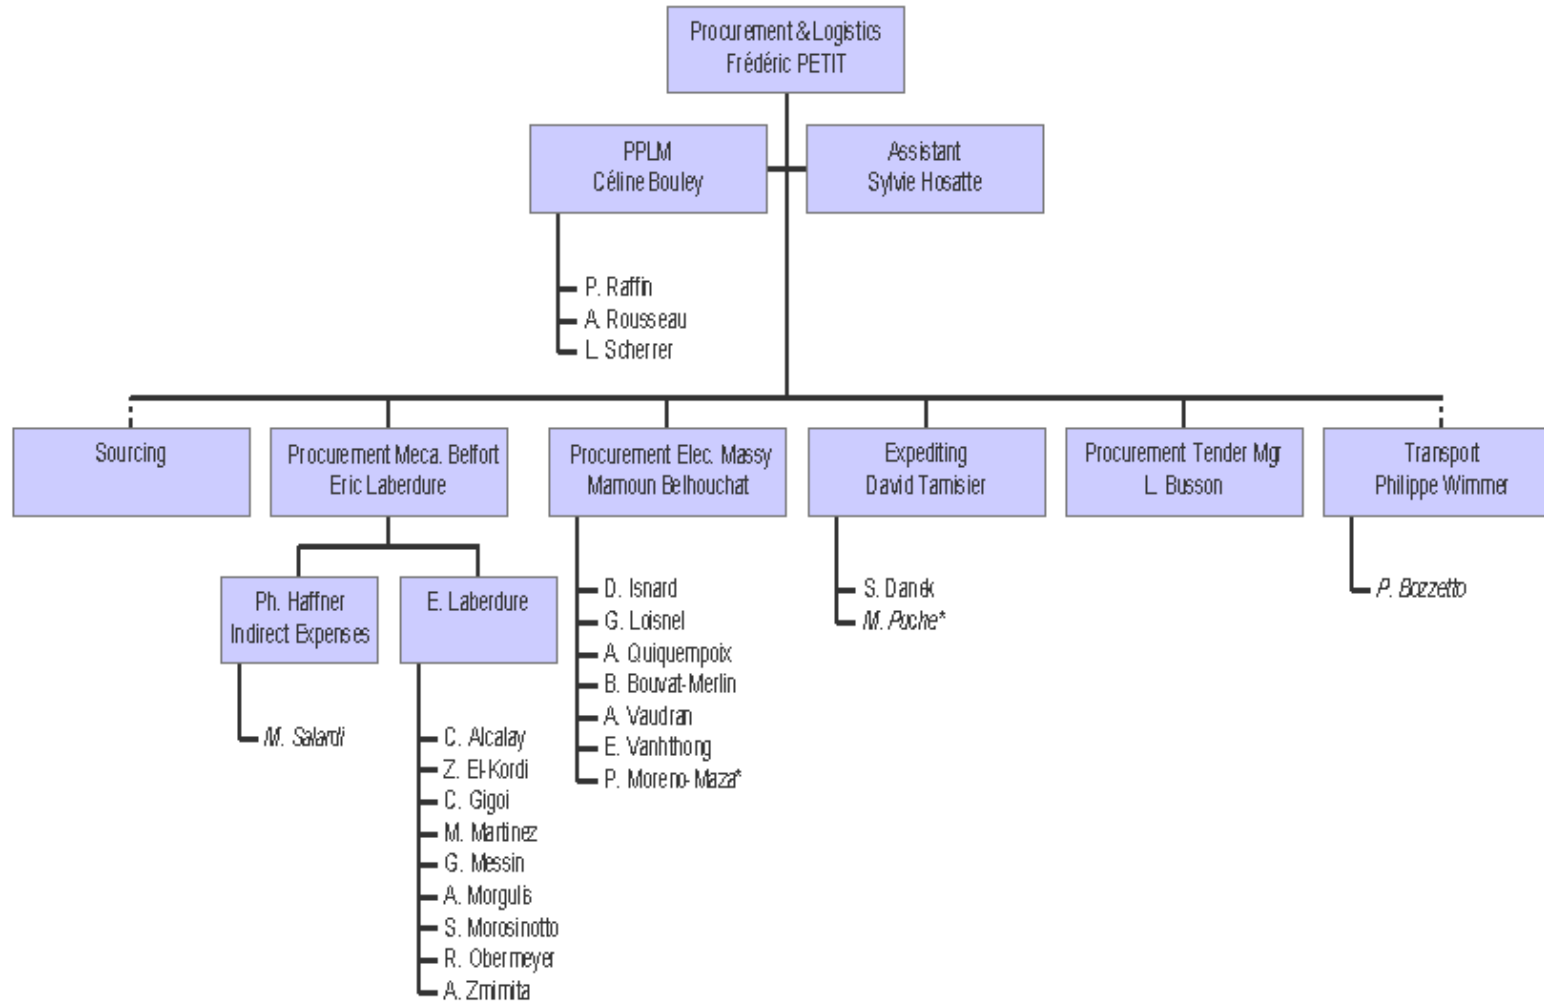 Procurement & Logistics
Frédéric PETIT
PPLM
Céline Bouley
Assistant
Sylvie Hosatte
P. Raffin
A. Rousseau
L. Scherrer
Sourcing
Procurement Meca. Belfort
Eric Laberdure
Procurement Elec. Massy
Mamoun Belhouchat
Expediting
David Tamisier
Procurement Tender Mgr
L. Busson
Transport
Philippe Wimmer
Ph. Haffner
Indirect Expenses
E. Laberdure
M. Salardi
C. Alcalay
Z. El-Kordi
C. Gigoi
M. Martinez
G. Messin
A. Morgulis
S. Morosinotto
R. Obermeyer
A. Zmimita
D. Isnard
G. Loisnel
A. Quiquempoix
B. Bouvat-Merlin
A. Vaudran
E. Vanhthong
P. Moreno-Maza*
S. Danek
M. Puche*
P. Bozzetto